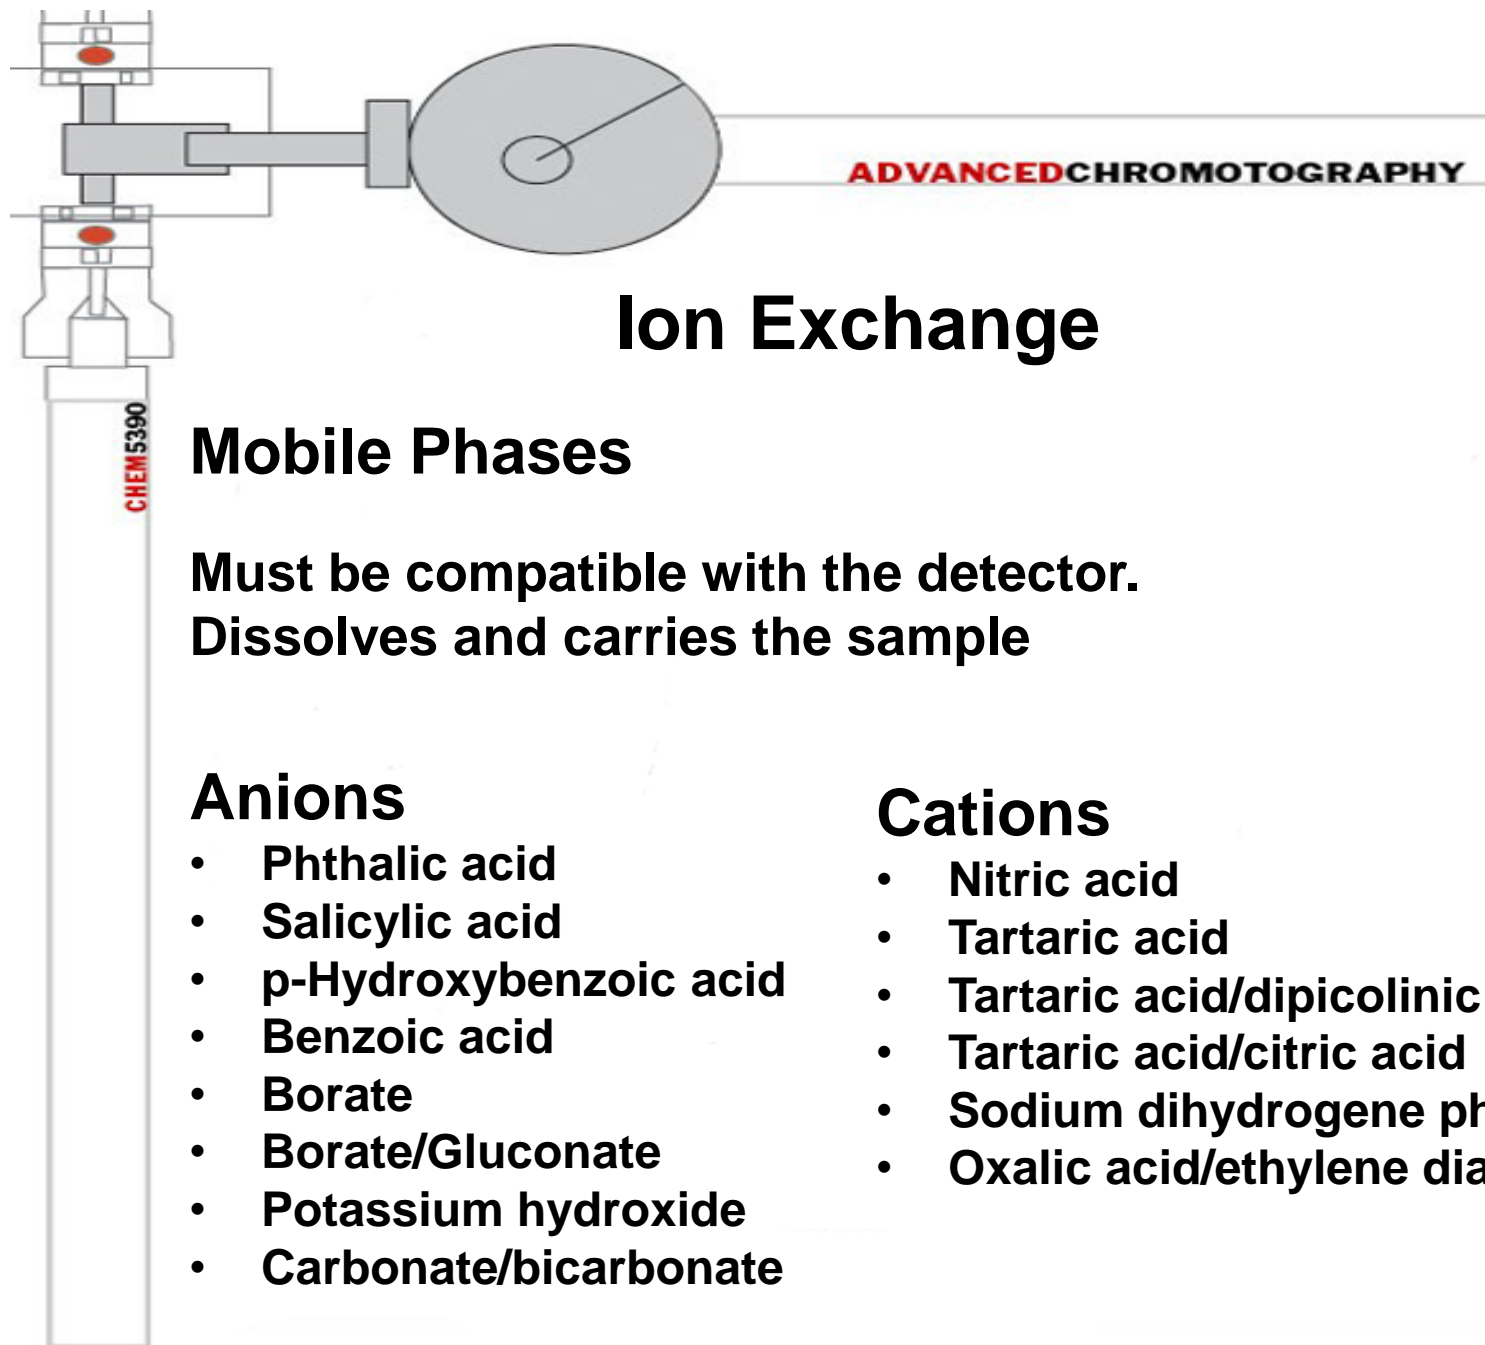 ADVANCEDCHROMOTOGRAPHY
Ion Exchange
CHEM5390
Mobile Phases
Must be compatible with the detector.
Dissolves and carries the sample
Anions
• Phthalic acid
• Salicylic acid
• p-Hydroxybenzoic acid
• Benzoic acid
• Borate
• Borate/Gluconate
• Potassium hydroxide
• Carbonate/bicarbonate
Cations
• Nitric acid
• Tartaric acid
• Tartaric acid/dipicolinic
• Tartaric acid/citric acid
• Sodium dihydrogene
• Oxalic acid/ethylene